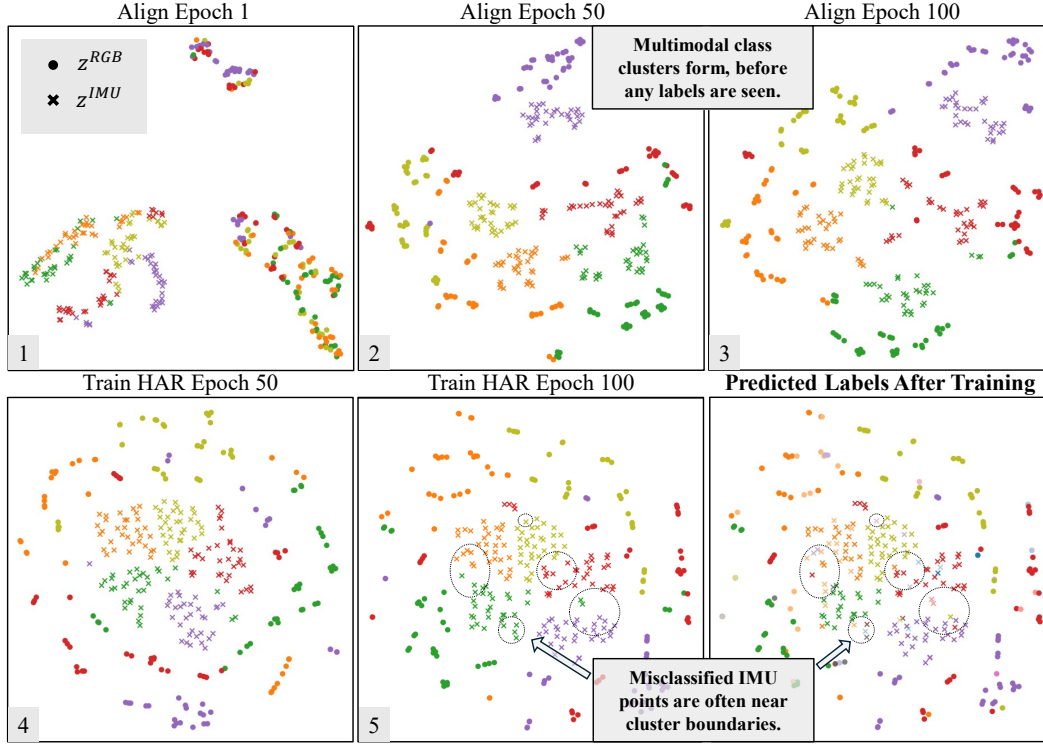 Align Epoch 1
Align Epoch 50
Align Epoch 100
z^RGB
z^IMU
Multimodal class
clusters form, before
any labels are seen.
1
2
3
Train HAR Epoch 50
Train HAR Epoch 100
Predicted Labels After Training
Misclassified IMU
points are often near
cluster boundaries.
4
5